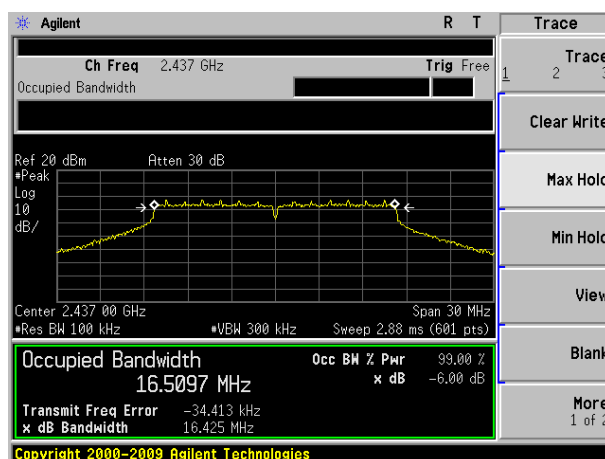 Agilent R T Trace
Ch Freq 2.437 GHz Trig Free
Occupied Bandwidth
Trace
1 2 3
Clear Write
Max Hold
Min Hold
View
Blank
More
1 of 2
Ref 20 dBm Atten 30 dB
#Peak
Log
10
dB/
Center 2.437 00 GHz Span 30 MHz
#Res BW 100 kHz #VBW 300 kHz Sweep 2.88 ms (601 pts)
Occupied Bandwidth Occ BW % Pwr 99.00 %
16.5097 MHz x dB -6.00 dB
Transmit Freq Error -34.413 kHz
x dB Bandwidth 16.425 MHz
Copyright 2000-2009 Agilent Technologies